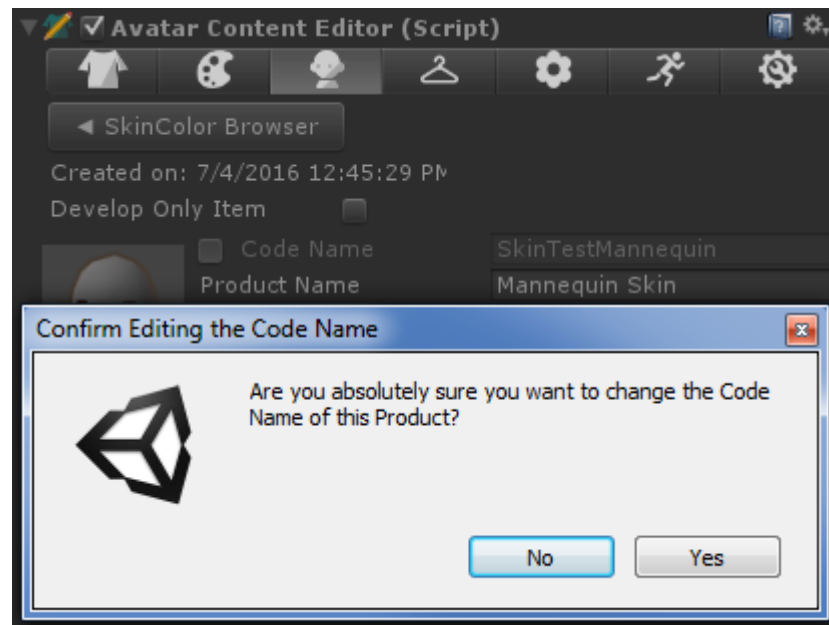 Avatar Content Editor (Script)
◄ SkinColor Browser
Created on: 7/4/2016 12:45:29 PM
Develop Only Item
Code Name SkinTestMannequin
Product Name Mannequin Skin
Confirm Editing the Code Name
Are you absolutely sure you want to change the Code
Name of this Product?
No Yes